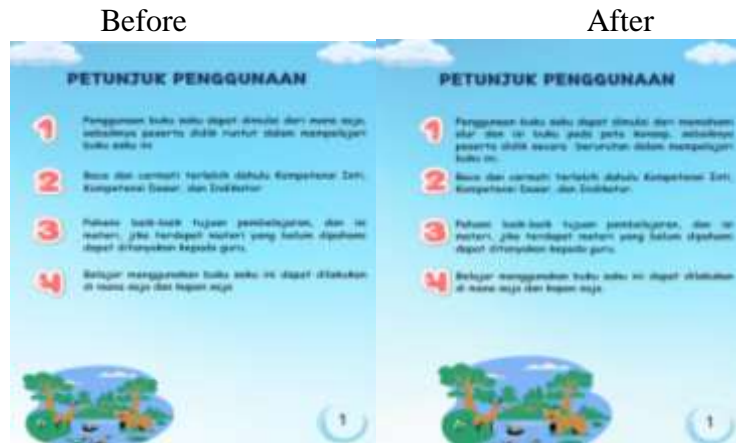 Before
After
PETUNJUK PENGGUNAAN
1
Penggunaan buku saku dapat dimulai dari mana saja,
sebaiknya peserta didik runtut dalam mempelajari
buku saku ini
2
Baca dan cermati terlebih dahulu Kompetensi Inti,
Kompetensi Dasar, dan Indikator
3
Pahami baik-baik tujuan pembelajaran, dan isi
materi, jika terdapat materi yang belum dipahami
dapat ditanyakan kepada guru.
4
Belajar menggunakan buku saku ini dapat dilakukan
di mana saja dan kapan saja
1
PETUNJUK PENGGUNAAN
1
Penggunaan buku saku dapat dimulai dari memahami
alur dan isi buku pada peta konsep, sebaiknya
peserta didik secara berurutan dalam mempelajari
buku ini.
2
Baca dan cermati terlebih dahulu Kompetensi Inti,
Kompetensi Dasar, dan Indikator
3
Pahami baik-baik tujuan pembelajaran, dan isi
materi, jika terdapat materi yang belum dipahami
dapat ditanyakan kepada guru.
4
Belajar menggunakan buku saku ini dapat dilakukan
di mana saja dan kapan saja.
1